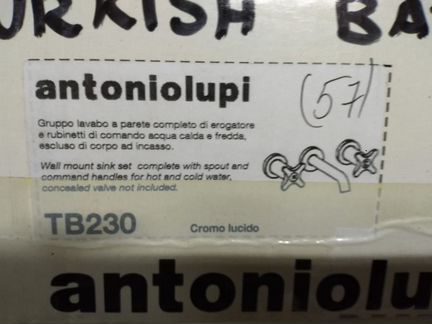 URKISH BA
antoniolupi
(57)
Gruppo lavabo a parete completo di erogatore
e rubinetti di comando acqua calda e fredda,
escluso di corpo ad incasso.
Wall mount sink set complete with spout and
command handles for hot and cold water,
concealed valve not included.
TB230 Cromo lucido
antoniolu